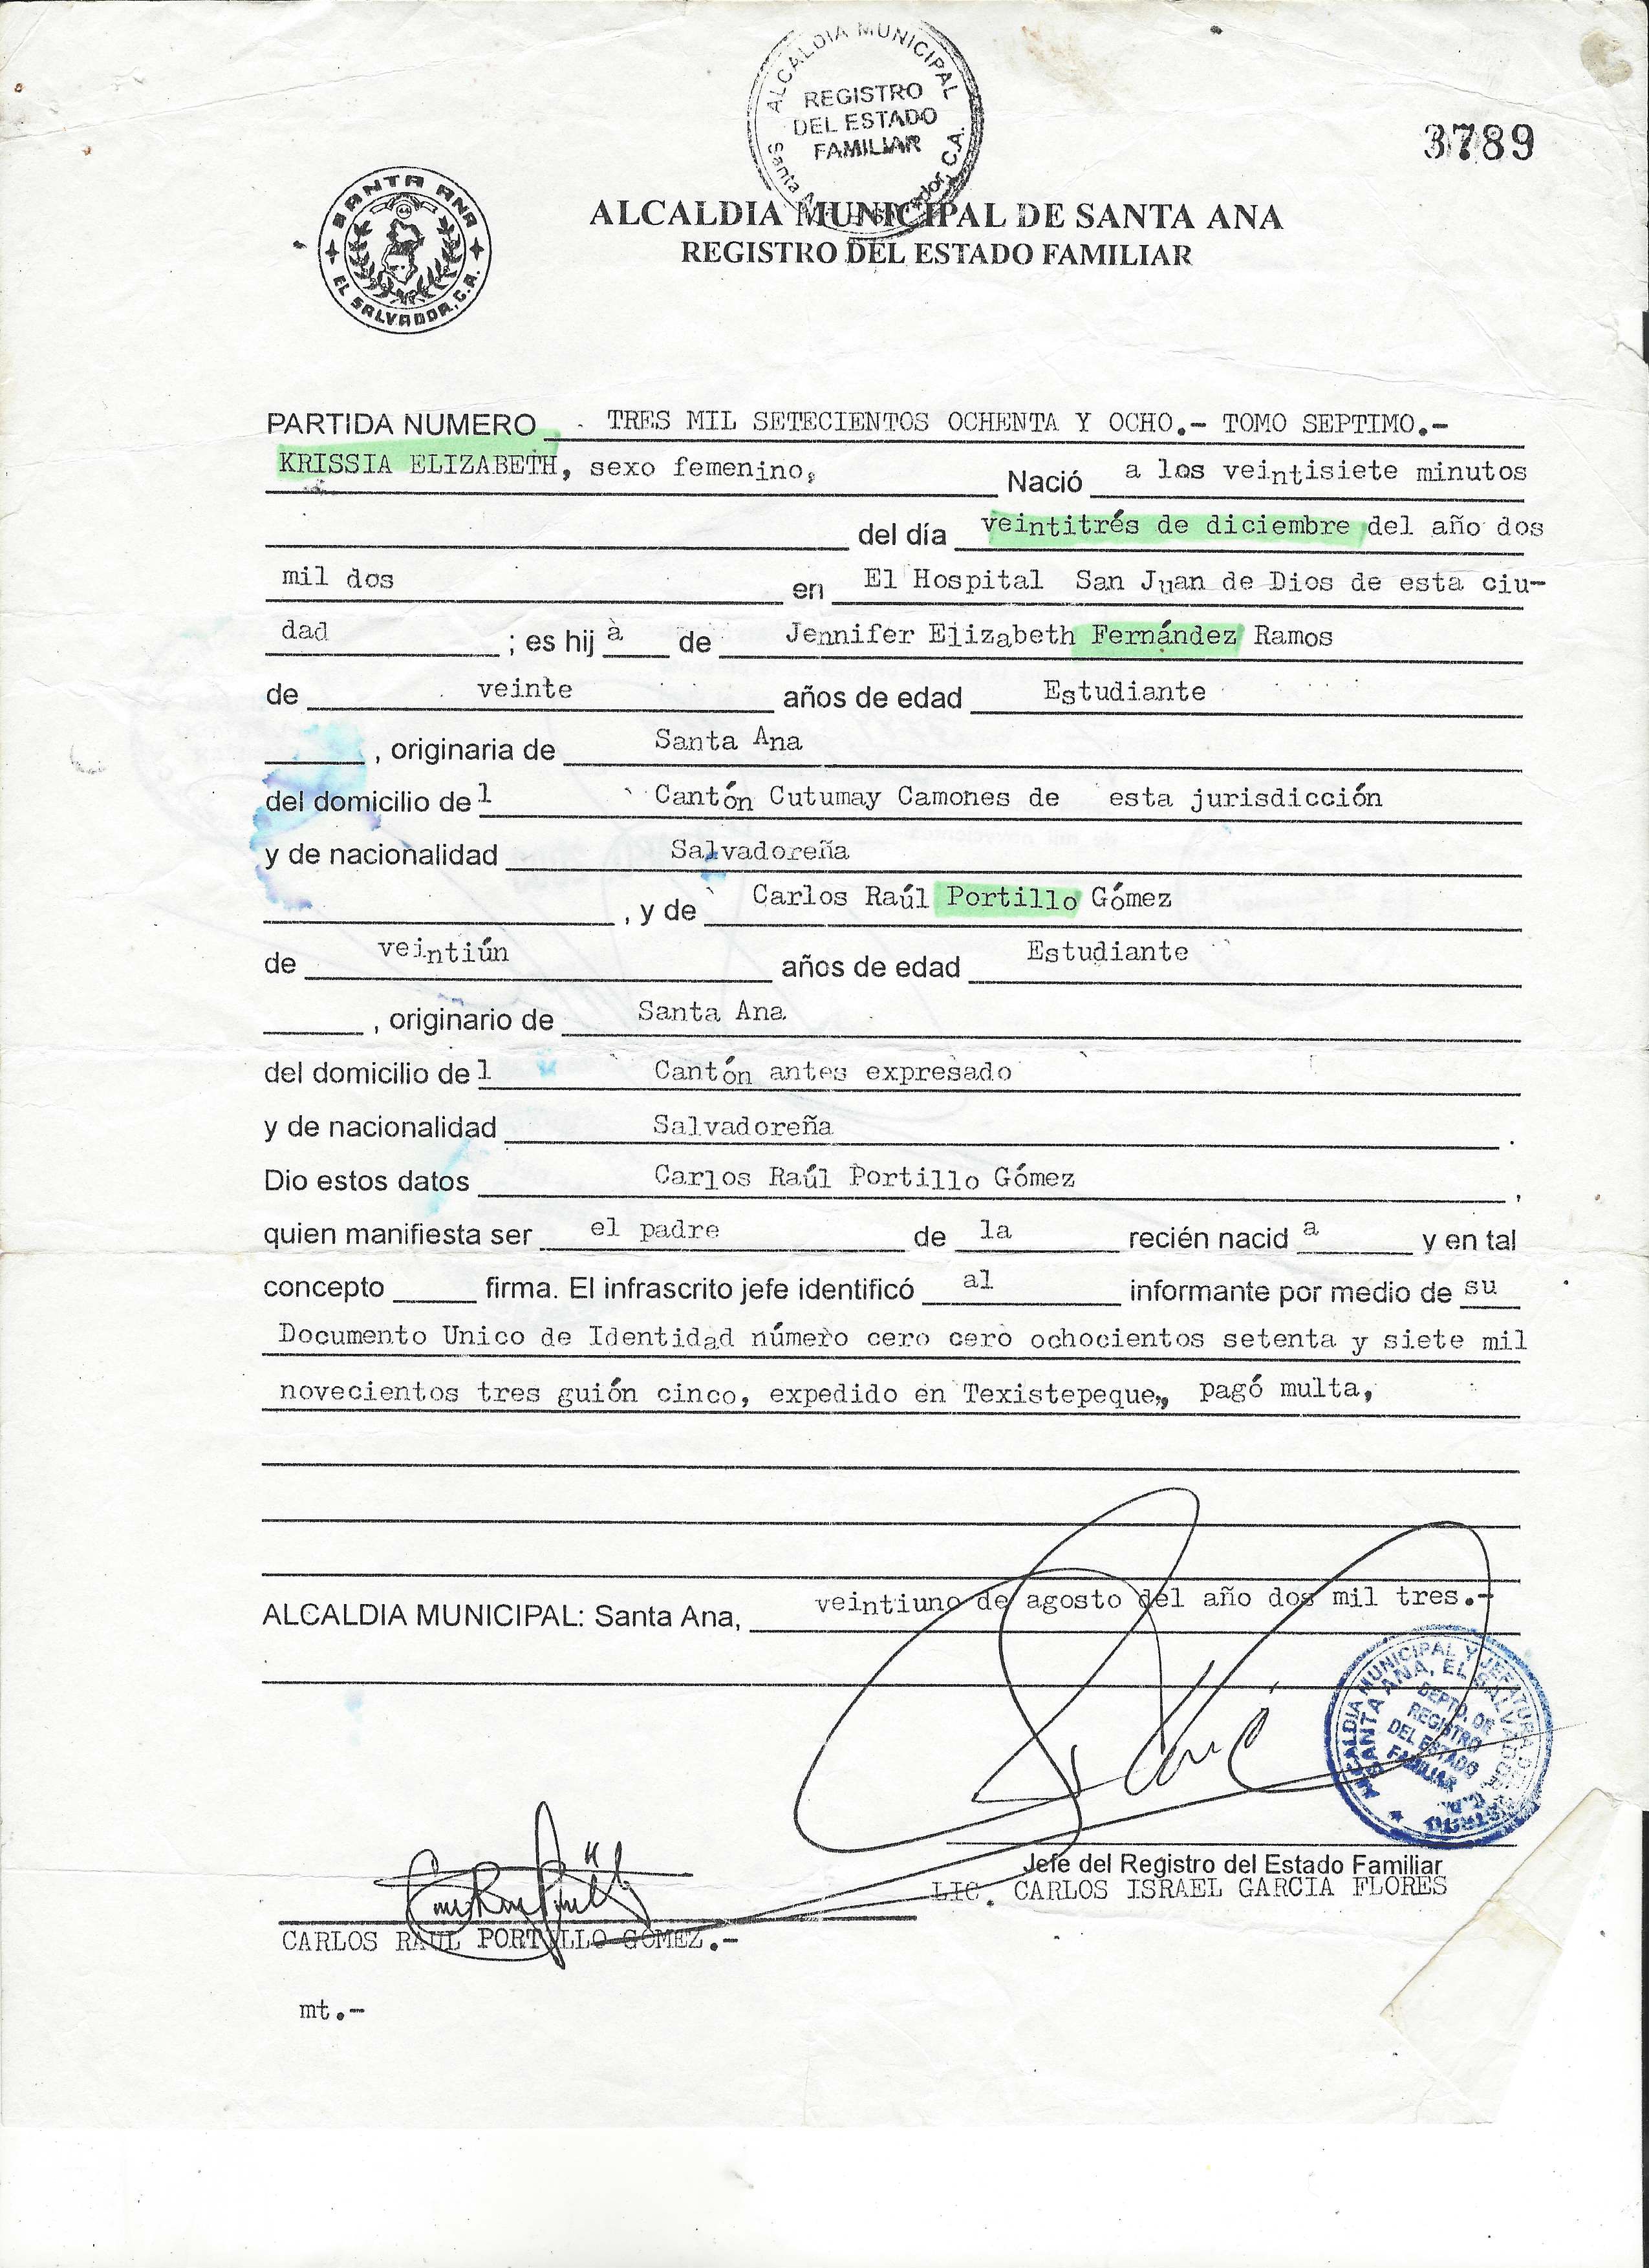 ALCALDIA MUNICIPAL
REGISTRO
DEL ESTADO
FAMILIAR
Santa C.A.
3789
SANTA ANA
EL SALVADOR, C.A.
ALCALDIA MUNICIPAL DE SANTA ANA
REGISTRO DEL ESTADO FAMILIAR
PARTIDA NUMERO TRES MIL SETECIENTOS OCHENTA Y OCHO.- TOMO SEPTIMO.-
KRISSIA ELIZABETH, sexo femenino, Nació a los veintisiete minutos
del día veintitrés de diciembre del año dos
mil dos en El Hospital San Juan de Dios de esta ciu-
dad ; es hij a de Jennifer Elizabeth Fernández Ramos
de veinte años de edad Estudiante
, originaria de Santa Ana
del domicilio de l Cantón Cutumay Camones de esta jurisdicción
y de nacionalidad Salvadoreña
, y de Carlos Raúl Portillo Gómez
de veintiún años de edad Estudiante
, originario de Santa Ana
del domicilio de l Cantón antes expresado
y de nacionalidad Salvadoreña .
Dio estos datos Carlos Raúl Portillo Gómez ,
quien manifiesta ser el padre de la recién nacid a y en tal
concepto firma. El infrascrito jefe identificó al informante por medio de su
Documento Unico de Identidad número cero cero ochocientos setenta y siete mil
novecientos tres guión cinco, expedido en Texistepeque, pagó multa,
ALCALDIA MUNICIPAL: Santa Ana, veintiuno de agosto del año dos mil tres.-
ALCALDIA MUNICIPAL Y JEFATURA
SANTA ANA, EL SALVADOR
DEPTO. DE
REGISTRO
DEL ESTADO
FAMILIAR
Jefe del Registro del Estado Familiar
LIC. CARLOS ISRAEL GARCIA FLORES
CARLOS RAUL PORTILLO GOMEZ.-
mt.-